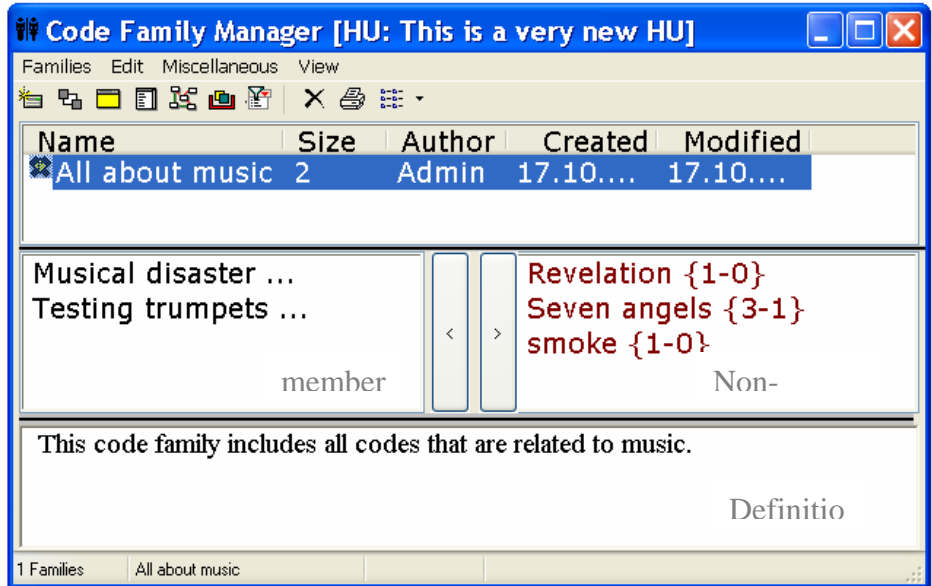 Code Family Manager [HU: This is a very new HU]
Families Edit Miscellaneous View
Name Size Author Created Modified
All about music 2 Admin 17.10.... 17.10....
Musical disaster ...
Testing trumpets ...
member
< >
Revelation {1-0}
Seven angels {3-1}
smoke {1-0}
Non-
This code family includes all codes that are related to music.
Definitio
1 Families All about music